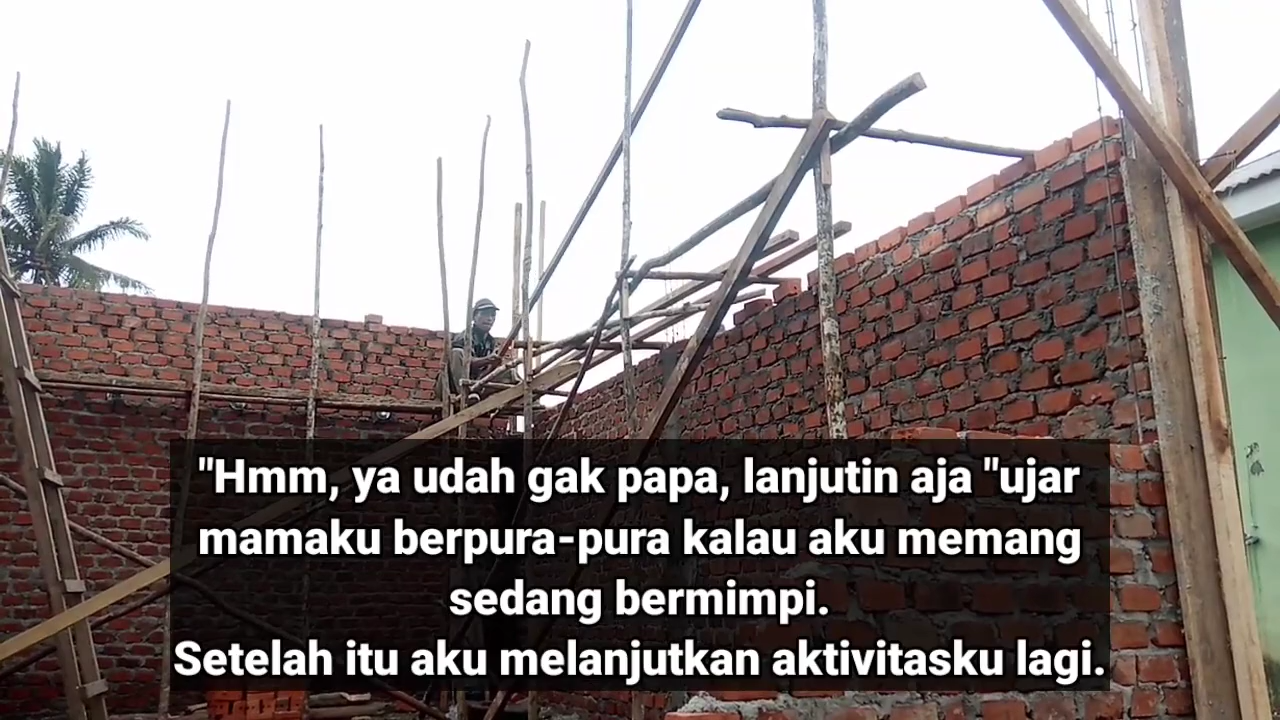 "Hmm, ya udah gak papa, lanjutin aja "ujar
mamaku berpura-pura kalau aku memang
sedang bermimpi.
Setelah itu aku melanjutkan aktivitasku lagi.